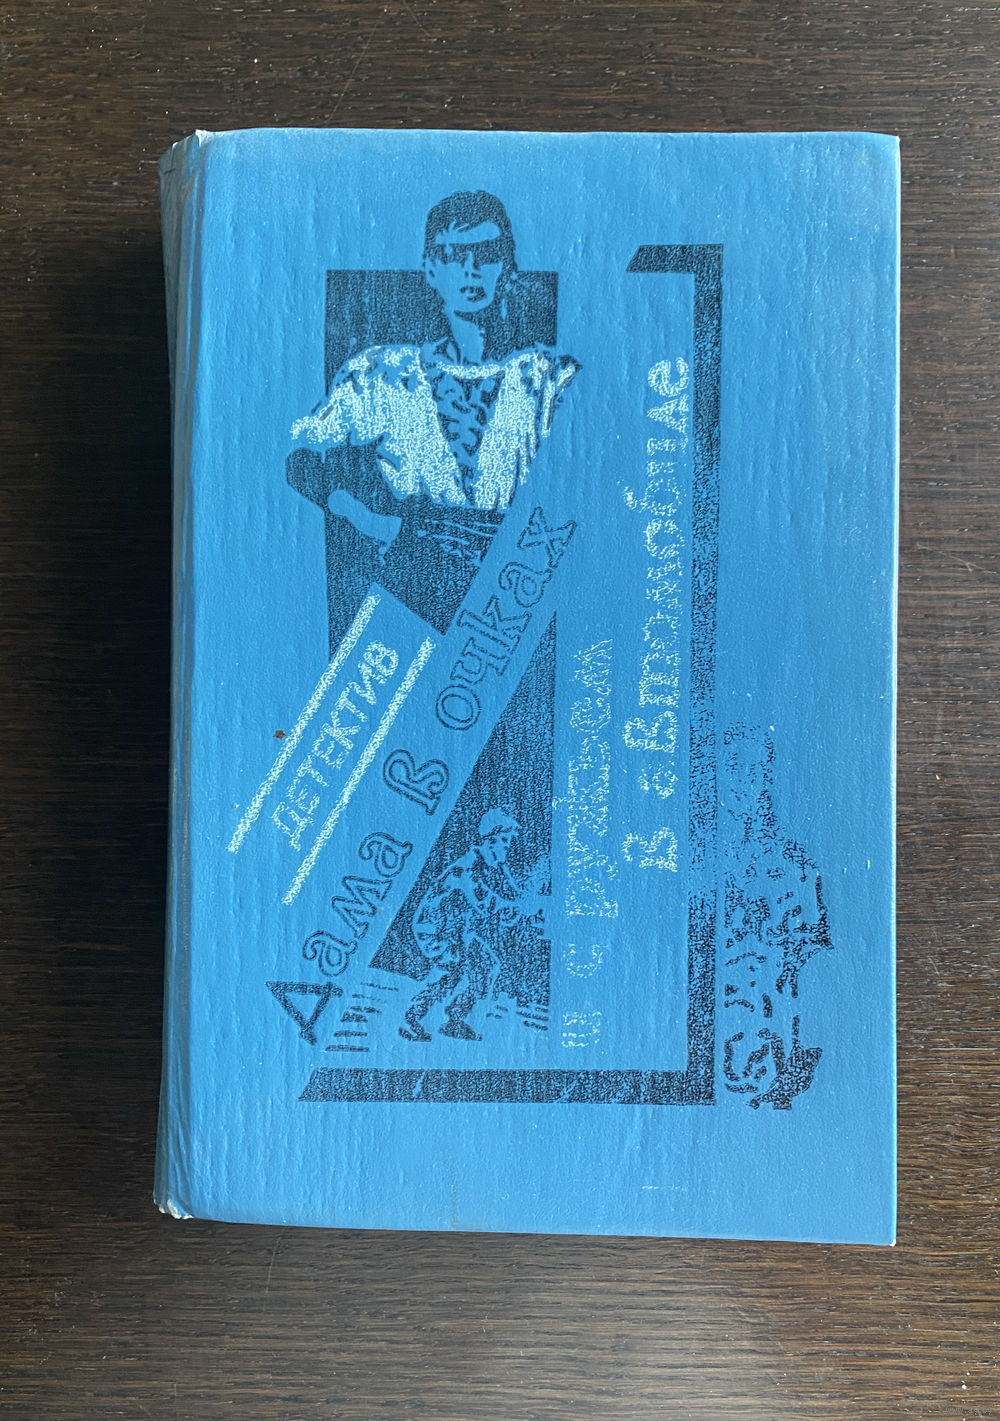 ДЕТЕКТИВ
Дама в очках
и с ружьем
в автомобиле